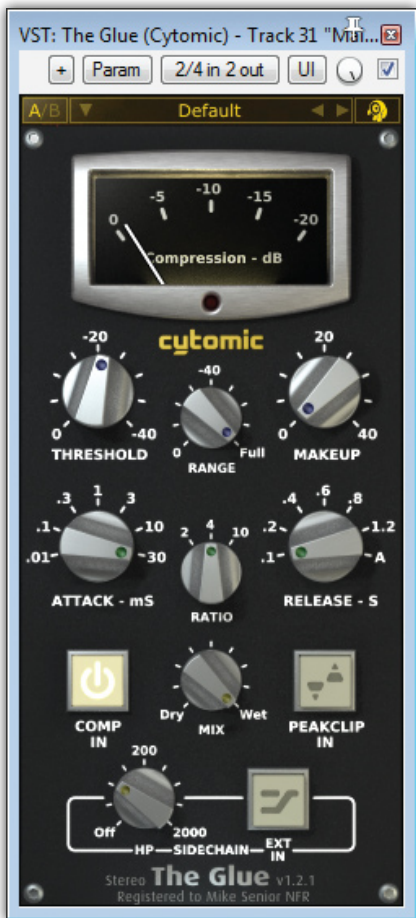 VST: The Glue (Cytomic) - Track 31 "Mai...
+ Param 2/4 in 2 out UI
A/B Default
0 -5 -10 -15 -20
Compression - dB
cytomic
-20
0 -40
THRESHOLD
-40
0 Full
RANGE
20
0 40
MAKEUP
.01 .1 .3 1 3 10 30
ATTACK - mS
2 4 10
RATIO
.1 .2 .4 .6 .8 1.2 A
RELEASE - S
COMP
IN
Dry Wet
MIX
PEAKCLIP
IN
200
Off 2000
HP SIDECHAIN
EXT
IN
Stereo The Glue v1.2.1
Registered to Mike Senior NFR